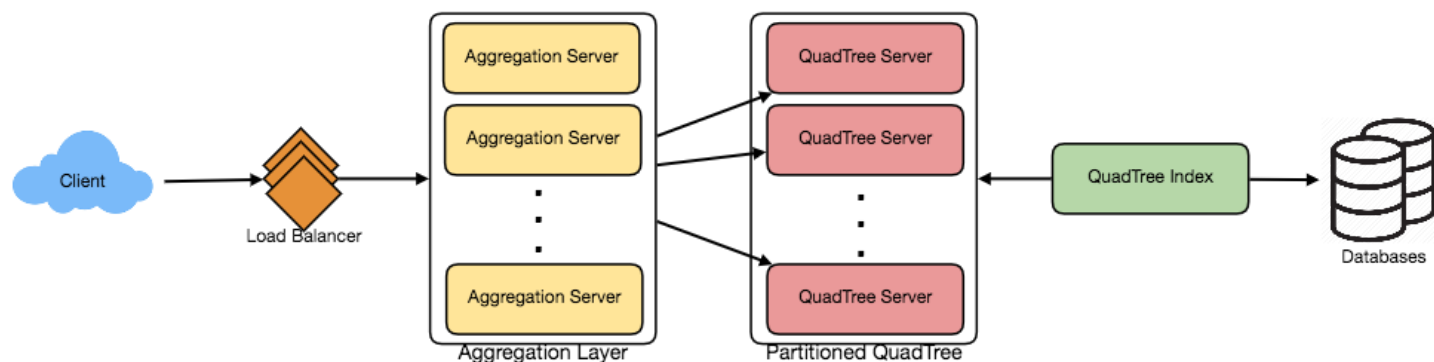 Client
Load Balancer
Aggregation Server
Aggregation Server
Aggregation Server
Aggregation Layer
QuadTree Server
QuadTree Server
QuadTree Server
Partitioned QuadTree
QuadTree Index
Databases